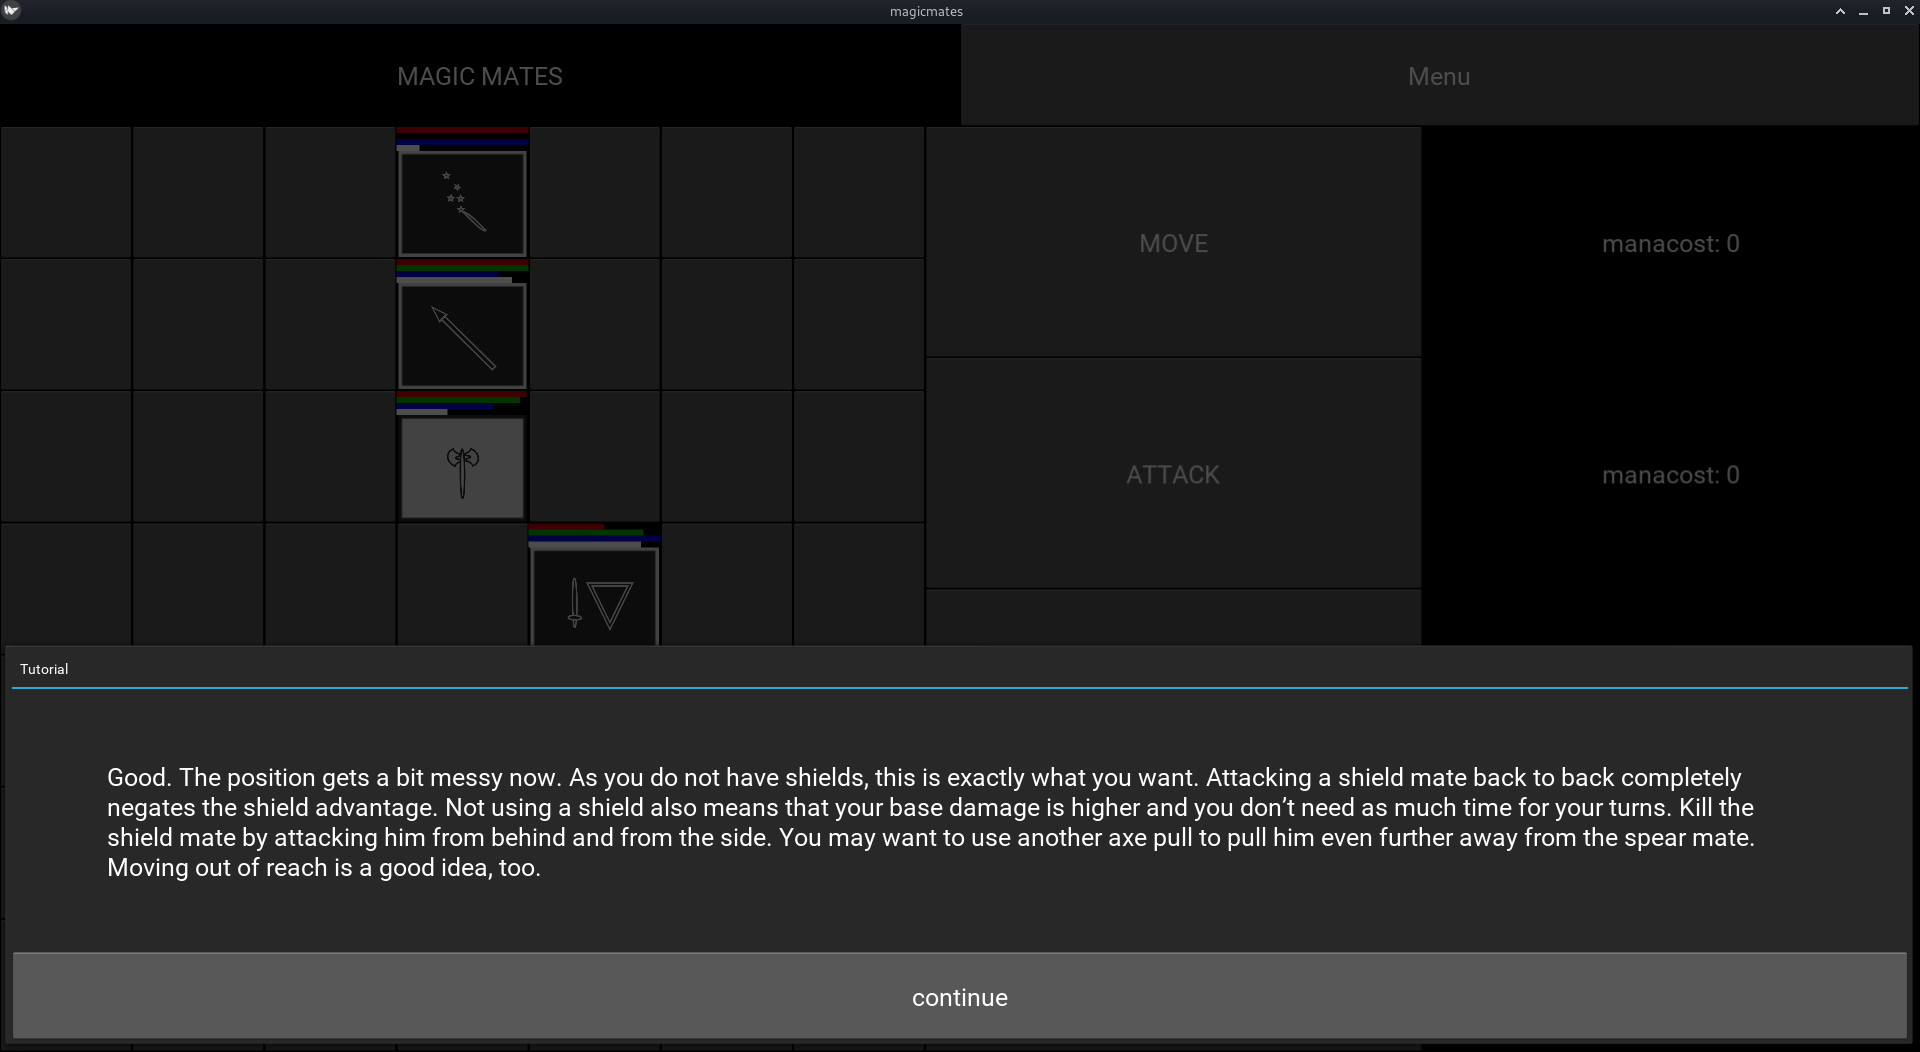 magicmates
MAGIC MATES
Menu
MOVE
manacost: 0
ATTACK
manacost: 0
Tutorial
Good. The position gets a bit messy now. As you do not have shields, this is exactly what you want. Attacking a shield mate back to back completely
negates the shield advantage. Not using a shield also means that your base damage is higher and you don’t need as much time for your turns. Kill the
shield mate by attacking him from behind and from the side. You may want to use another axe pull to pull him even further away from the spear mate.
Moving out of reach is a good idea, too.
continue